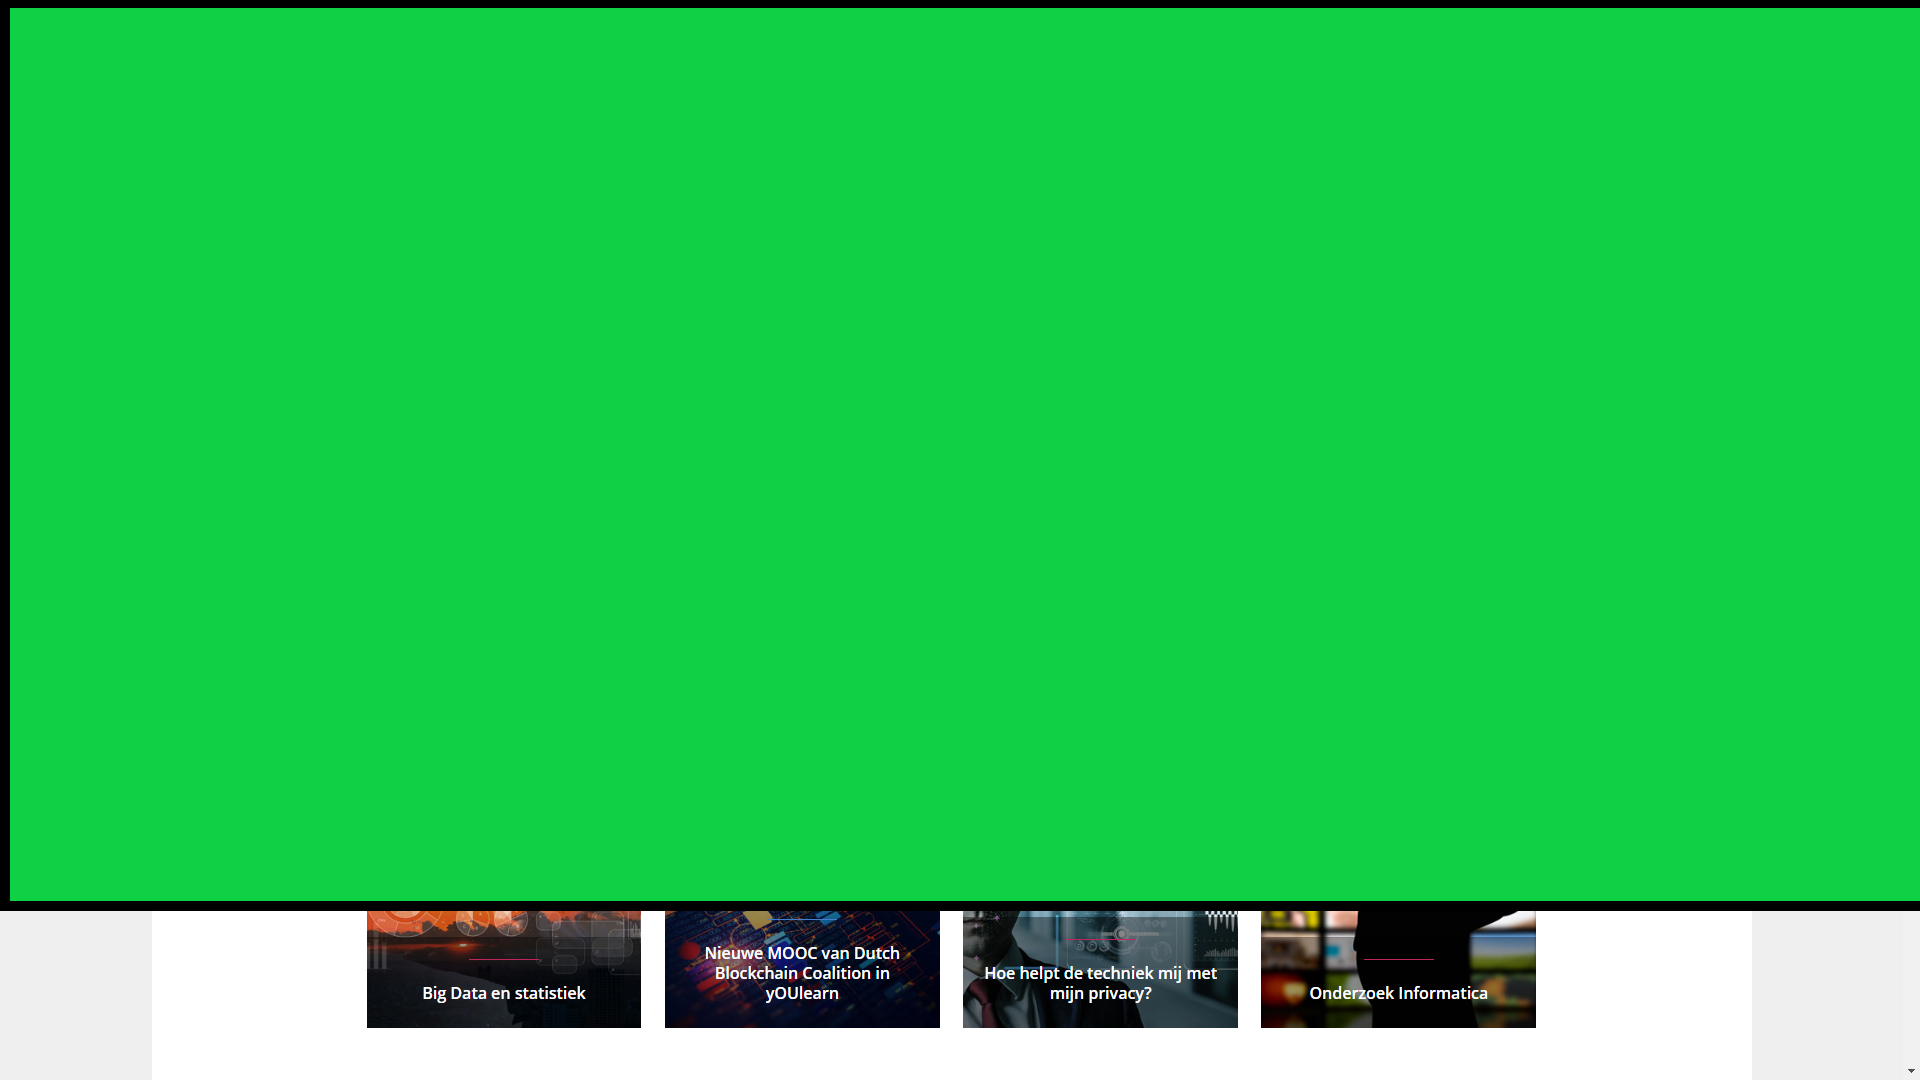 Big Data en statistiek
Nieuwe MOOC van Dutch
Blockchain Coalition in
yOUlearn
Hoe helpt de techniek mij met
mijn privacy?
Onderzoek Informatica